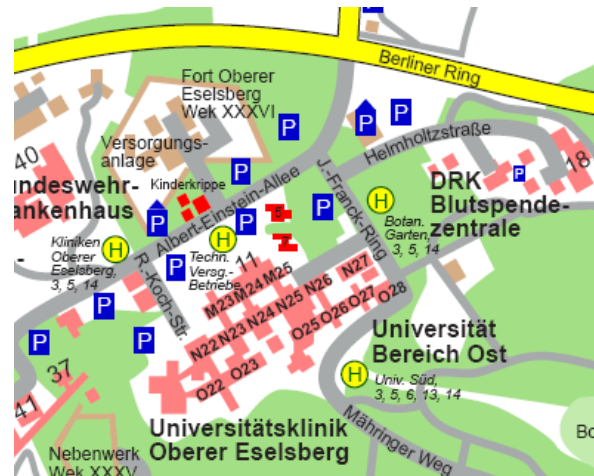 Berliner Ring
Fort Oberer
Eselsberg
Wek XXXVI
P
P
P
Versorgungs-
anlage
40
Helmholtzstraße
18
P
P
Kinderkrippe
undeswehr-
ankenhaus
P
Albert-Einstein-Allee
J.-Franck-Ring
P
P
H
Botan.
Garten,
3, 5, 14
DRK
Blutspende-
zentrale
Kliniken
Oberer
Eselsberg,
3, 5, 14
H
H
Techn.
Versg.-
Betriebe
R.-Koch-Str.
P
11
M23
M24
M25
N22
N23
N24
N25
N26
N27
O22
O23
O25
O26
O27
O28
P
P
P
37
41
Universität
Bereich Ost
H
Univ. Süd,
3, 5, 6, 13, 14
Universitätsklinik
Oberer Eselsberg
Mähringer Weg
Nebenwerk
Wek XXXV
Bo